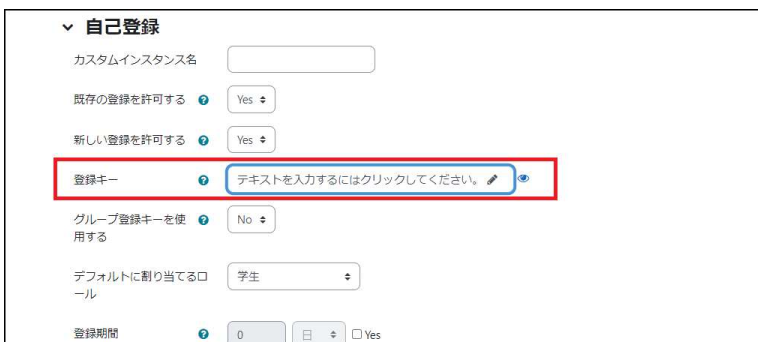 自己登録
カスタムインスタンス名
既存の登録を許可する Yes
新しい登録を許可する Yes
登録キー テキストを入力するにはクリックしてください。
グループ登録キーを使 No
用する
デフォルトに割り当てるロ 学生
ール
登録期間 0 日 Yes